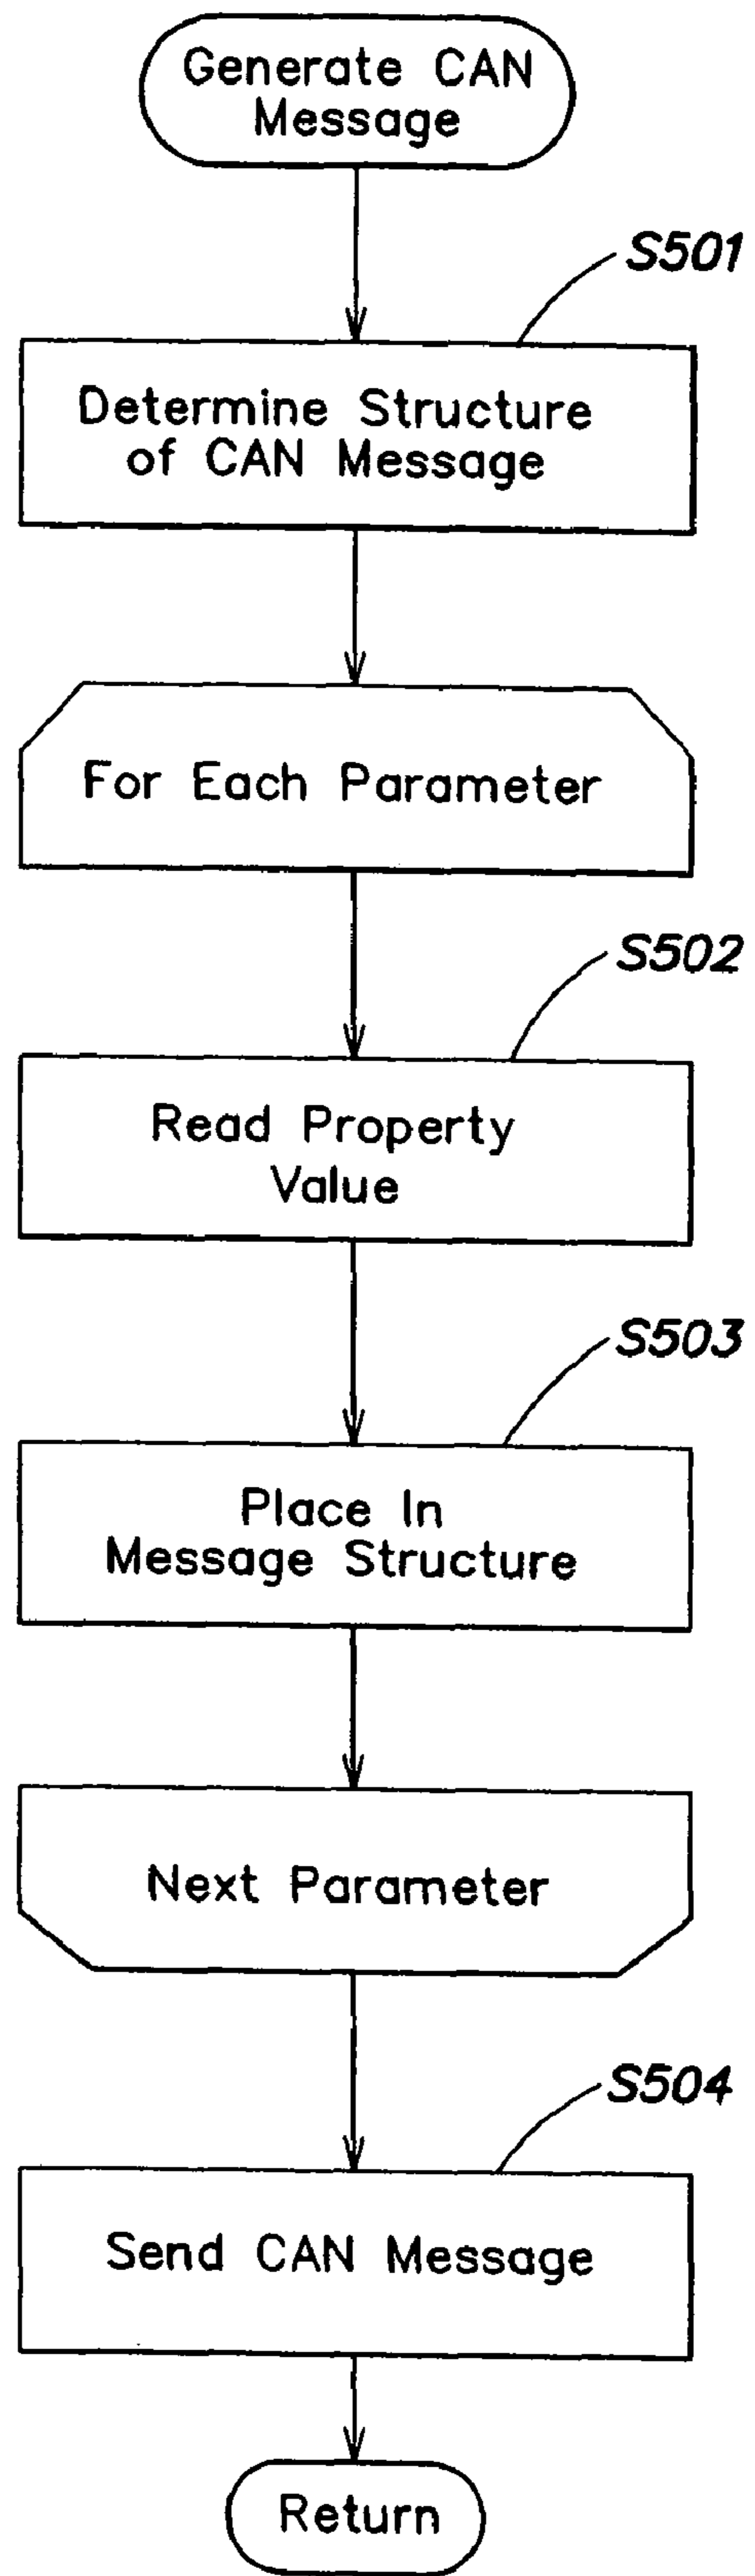 Generate CAN
Message
S501
Determine Structure
of CAN Message
For Each Parameter
S502
Read Property
Value
S503
Place In
Message Structure
Next Parameter
S504
Send CAN Message
Return